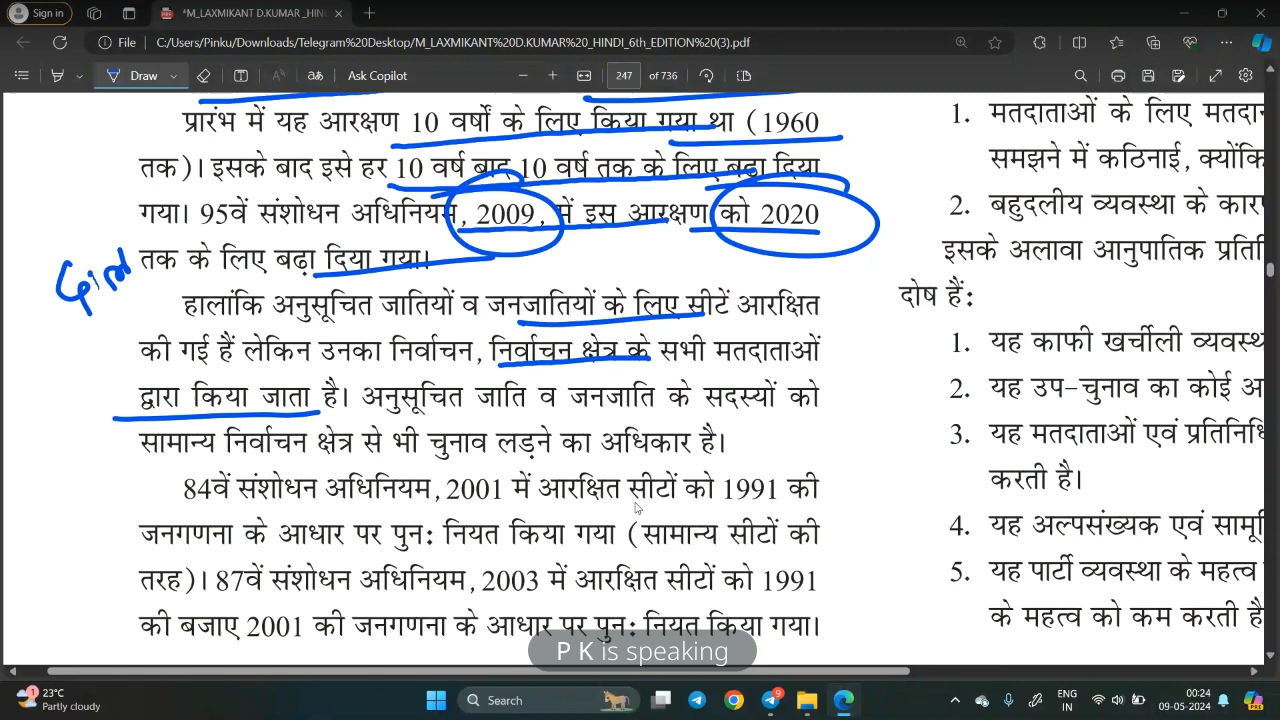 Sign in
*M_LAXMIKANT D.KUMAR _HINDI_
File
C:/Users/Pinku/Downloads/Telegram%20Desktop/M_LAXMIKANT%20D.KUMAR%20_HINDI_6th_EDITION%20(3).pdf
Draw
Ask Copilot
247 of 736
प्रारंभ में यह आरक्षण 10 वर्षों के लिए किया गया था (1960
तक)। इसके बाद इसे हर 10 वर्ष बाद 10 वर्ष तक के लिए बढ़ा दिया
गया। 95वें संशोधन अधिनियम, 2009, में इस आरक्षण को 2020
तक के लिए बढ़ा दिया गया।
हालांकि अनुसूचित जातियों व जनजातियों के लिए सीटें आरक्षित
की गई हैं लेकिन उनका निर्वाचन, निर्वाचन क्षेत्र के सभी मतदाताओं
द्वारा किया जाता है। अनुसूचित जाति व जनजाति के सदस्यों को
सामान्य निर्वाचन क्षेत्र से भी चुनाव लड़ने का अधिकार है।
84वें संशोधन अधिनियम, 2001 में आरक्षित सीटों को 1991 की
जनगणना के आधार पर पुन: नियत किया गया (सामान्य सीटों की
तरह)। 87वें संशोधन अधिनियम, 2003 में आरक्षित सीटों को 1991
की बजाए 2001 की जनगणना के आधार पर पुन: नियत किया गया।
1. मतदाताओं के लिए
समझने में कठिनाई, क्योंकि
2. बहुदलीय व्यवस्था के
इसके अलावा आनुपातिक
दोष हैं:
1. यह काफी खर्चीली
2. यह उप-चुनाव का कोई
3. यह मतदाताओं एवं
करती है।
4. यह अल्पसंख्यक एवं
5. यह पार्टी व्यवस्था के महत्व
के महत्व को कम करती है
P K is speaking
1
23°C
Partly cloudy
Search
9
ENG
IN
00:24
09-05-2024